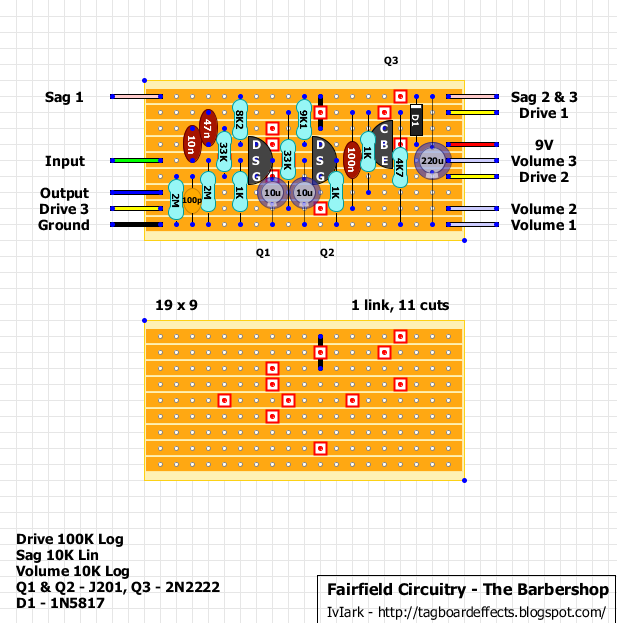 Q3
Sag 1
Sag 2 & 3
Drive 1
47n
8K2
9K1
D1
10n
33K
D
S
G
33K
D
S
G
100n
1K
C
B
E
9V
Input
4K7
220u
Volume 3
Drive 2
Output
2M
100p
2M
1K
10u
10u
1K
Drive 3
Volume 2
Ground
Volume 1
Q1
Q2
19 x 9
1 link, 11 cuts
Drive 100K Log
Sag 10K Lin
Volume 10K Log
Q1 & Q2 - J201, Q3 - 2N2222
D1 - 1N5817
Fairfield Circuitry - The Barbershop
IvIark - http://tagboardeffects.blogspot.com/